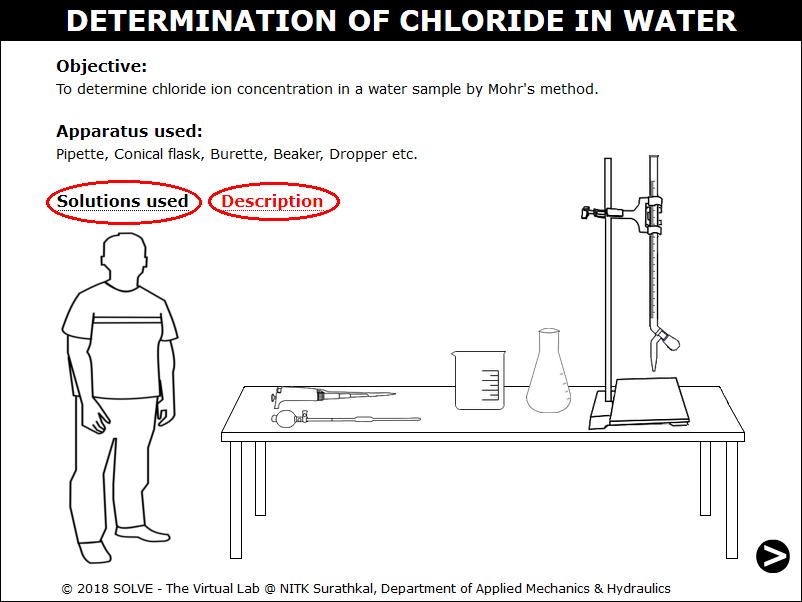 DETERMINATION OF CHLORIDE IN WATER
Objective:
To determine chloride ion concentration in a water sample by Mohr's method.
Apparatus used:
Pipette, Conical flask, Burette, Beaker, Dropper etc.
Solutions used Description
© 2018 SOLVE - The Virtual Lab @ NITK Surathkal, Department of Applied Mechanics & Hydraulics